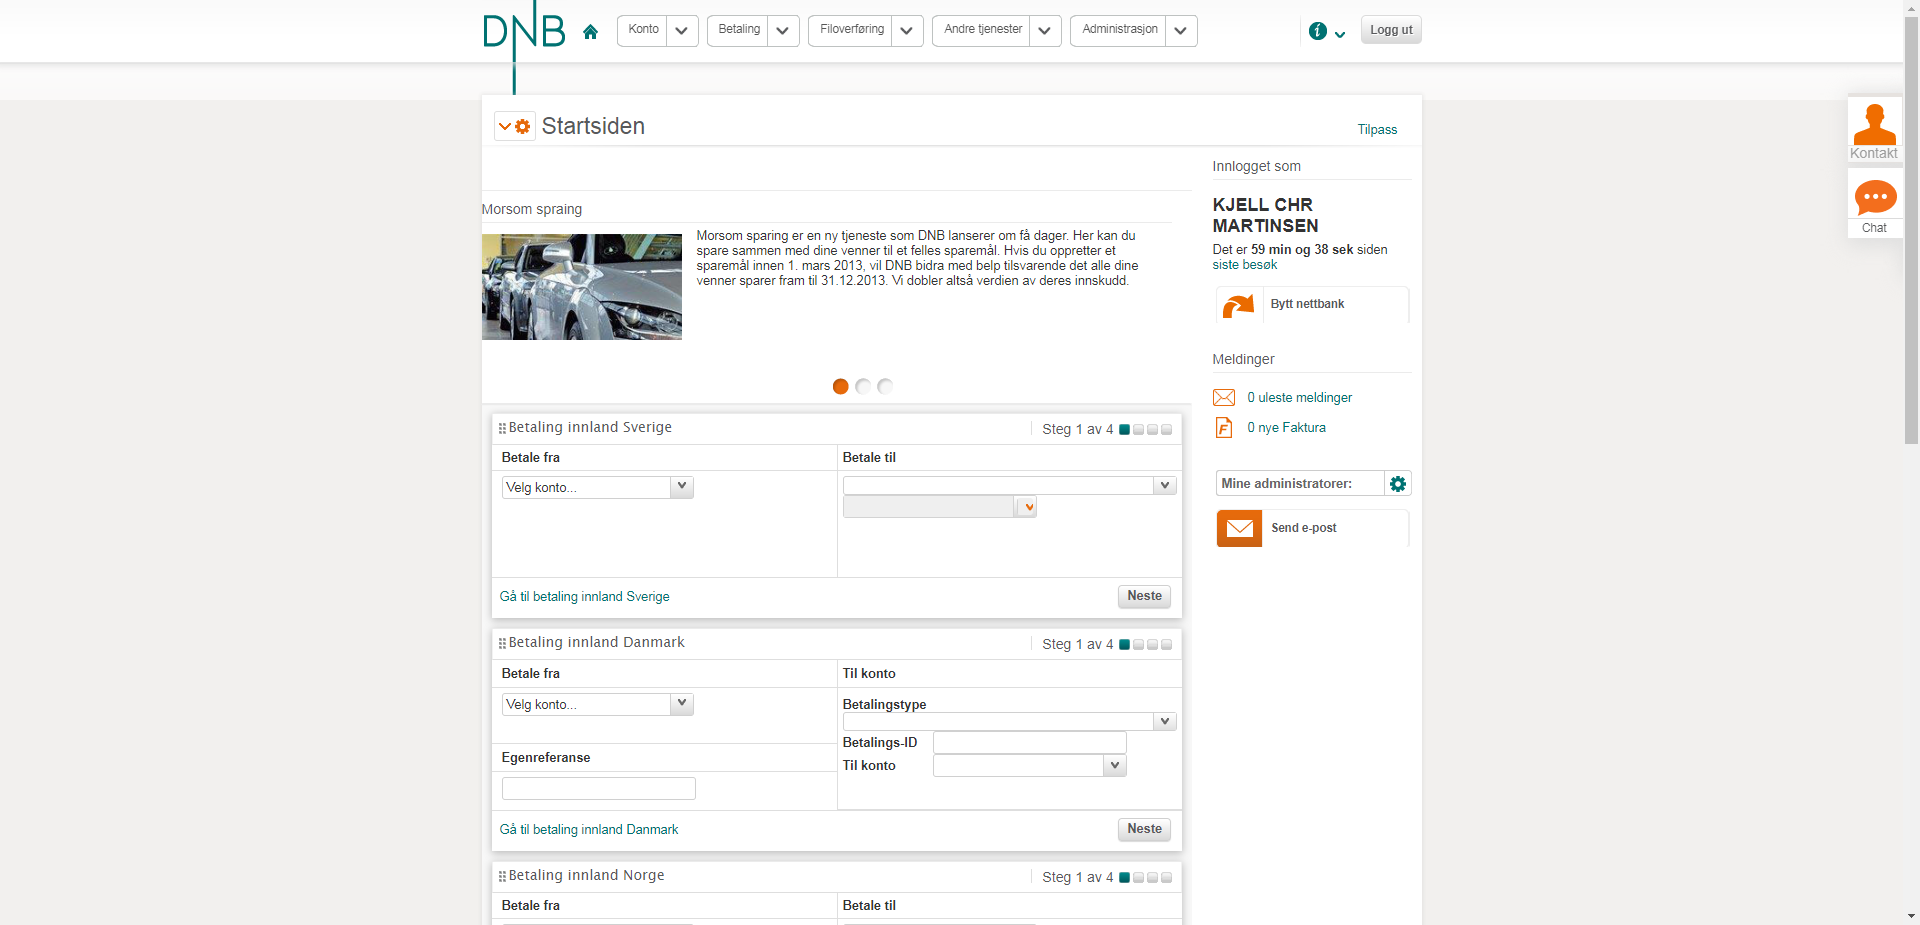 DNB
Konto
Betaling
Filoverføring
Andre tjenester
Administrasjon
i
Logg ut
Startsiden
Tilpass
Morsom spraing
Morsom sparing er en ny tjeneste som DNB lanserer om få dager. Her kan du
spare sammen med dine venner til et felles sparemål. Hvis du oppretter et
sparemål innen 1. mars 2013, vil DNB bidra med belp tilsvarende det alle dine
venner sparer fram til 31.12.2013. Vi dobler altså verdien av deres innskudd.
Betaling innland Sverige
Steg 1 av 4
Betale fra
Betale til
Velg konto...
Gå til betaling innland Sverige
Neste
Betaling innland Danmark
Steg 1 av 4
Betale fra
Til konto
Velg konto...
Betalingstype
Betalings-ID
Til konto
Egenreferanse
Gå til betaling innland Danmark
Neste
Betaling innland Norge
Steg 1 av 4
Betale fra
Betale til
Innlogget som
KJELL CHR
MARTINSEN
Det er 59 min og 38 sek siden
siste besøk
Bytt nettbank
Meldinger
0 uleste meldinger
F
0 nye Faktura
Mine administratorer:
Send e-post
Kontakt
Chat